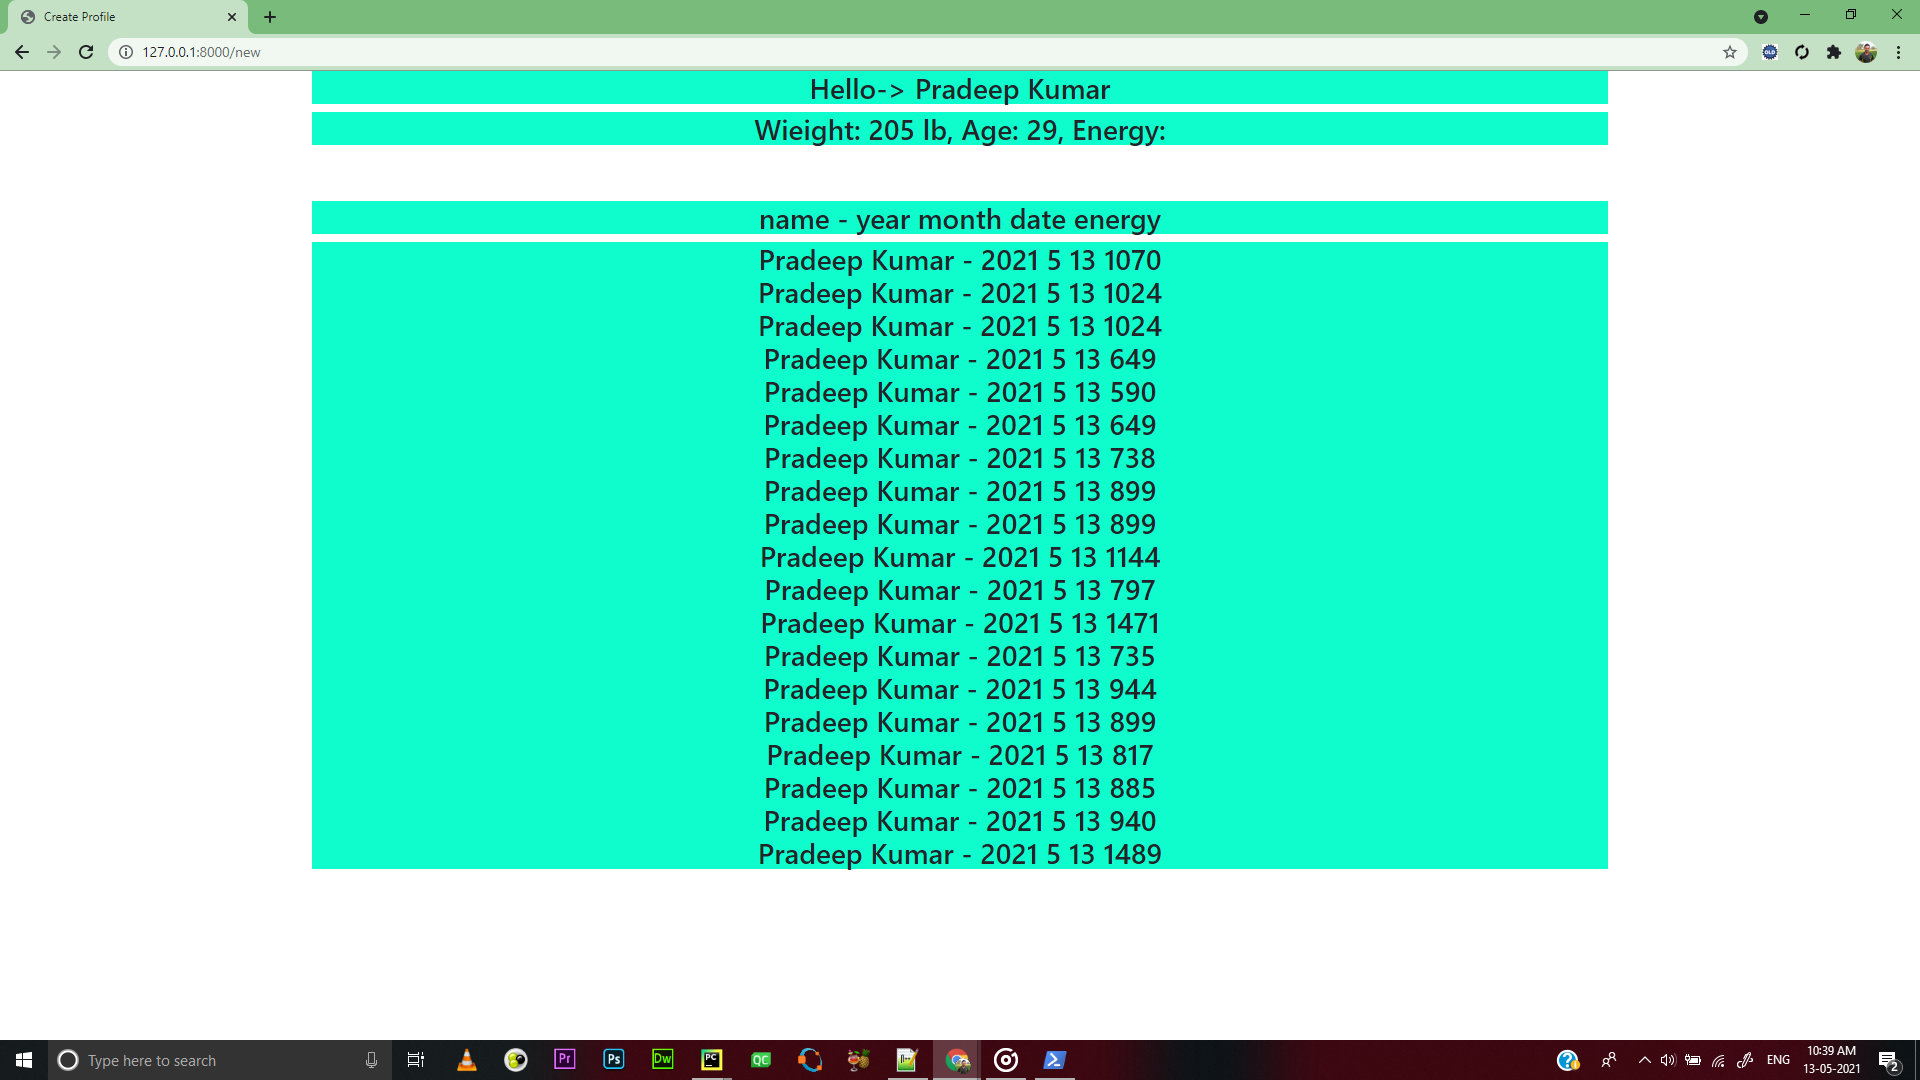 Create Profile
127.0.0.1:8000/new
OLD
Hello-> Pradeep Kumar
Wieight: 205 lb, Age: 29, Energy:
name - year month date energy
Pradeep Kumar - 2021 5 13 1070
Pradeep Kumar - 2021 5 13 1024
Pradeep Kumar - 2021 5 13 1024
Pradeep Kumar - 2021 5 13 649
Pradeep Kumar - 2021 5 13 590
Pradeep Kumar - 2021 5 13 649
Pradeep Kumar - 2021 5 13 738
Pradeep Kumar - 2021 5 13 899
Pradeep Kumar - 2021 5 13 899
Pradeep Kumar - 2021 5 13 1144
Pradeep Kumar - 2021 5 13 797
Pradeep Kumar - 2021 5 13 1471
Pradeep Kumar - 2021 5 13 735
Pradeep Kumar - 2021 5 13 944
Pradeep Kumar - 2021 5 13 899
Pradeep Kumar - 2021 5 13 817
Pradeep Kumar - 2021 5 13 885
Pradeep Kumar - 2021 5 13 940
Pradeep Kumar - 2021 5 13 1489
Type here to search
Pr
Ps
Dw
PC
QC
ENG
10:39 AM
13-05-2021
2